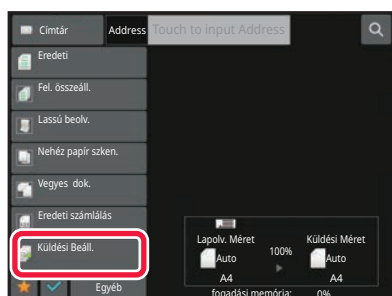 Címtár Address Touch to input Address
Eredeti
Fel. összeáll.
Lassú beolv.
Nehéz papír szken.
Vegyes dok.
Eredeti számlálás
Küldési Beáll.
Egyéb
Lapolv. Méret Küldési Méret
100%
Auto Auto
A4 A4
fogadási memória: 0%